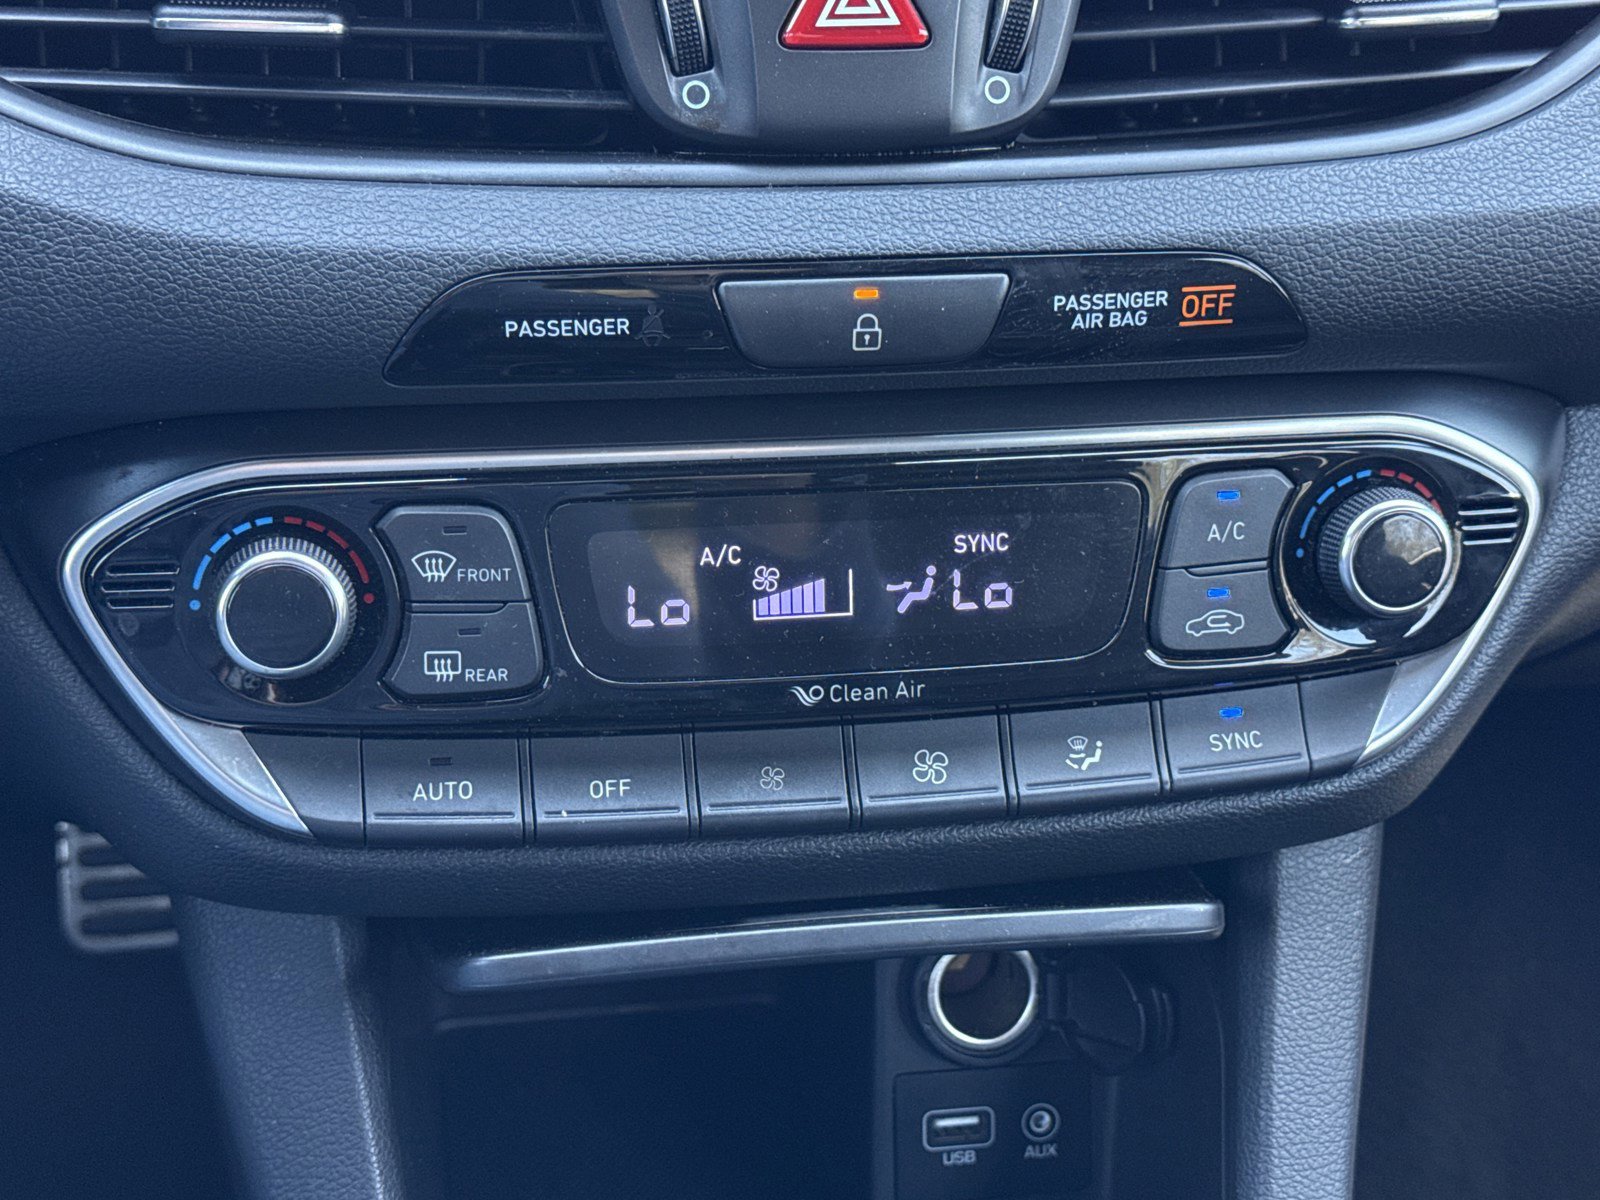 PASSENGER
PASSENGER
AIR BAG
OFF
A/C
SYNC
A/C
FRONT
Lo
Lo
REAR
Clean Air
AUTO
OFF
SYNC
USB
AUX